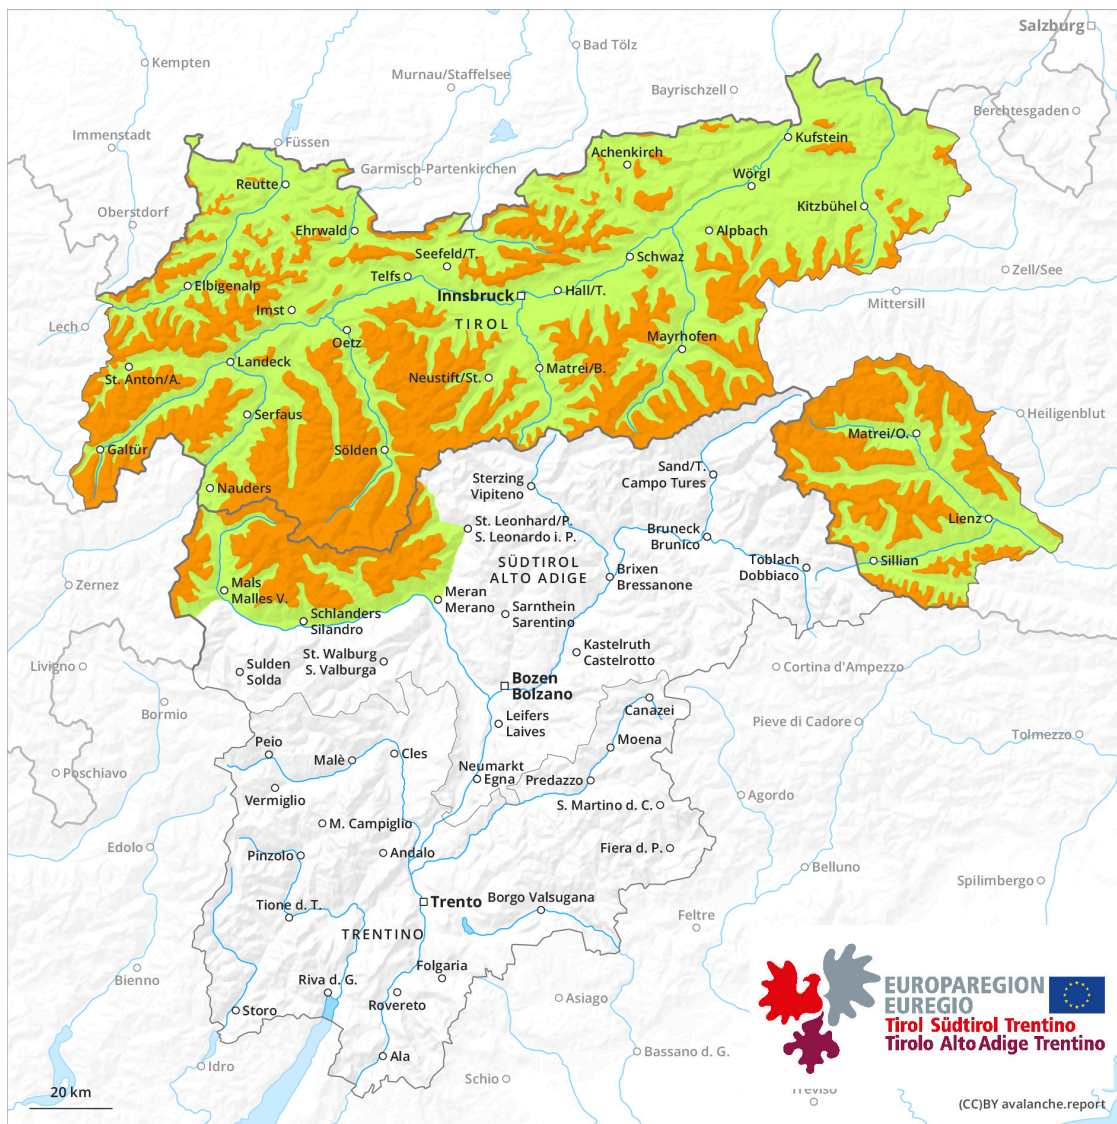 Salzburg
Bad Tölz
Kempten
Murnau/Staffelsee
Bayrischzell
Berchtesgaden
Immenstadt
Füssen
Kufstein
Achenkirch
Garmisch-Partenkirchen
Wörgl
Reutte
Oberstdorf
Kitzbühel
Ehrwald
Alpbach
Seefeld/T.
Schwaz
Zell/See
Telfs
Elbigenalp
Hall/T.
Innsbruck
Mittersill
Imst
TIROL
Lech
Oetz
Mayrhofen
Landeck
Matrei/B.
St. Anton/A.
Neustift/St.
Serfaus
Heiligenblut
Matrei/O.
Galtür
Sölden
Sand/T.
Campo Tures
Sterzing
Vipiteno
Nauders
Lienz
St. Leonhard/P.
S. Leonardo i. P.
Bruneck
Brunico
SÜDTIROL
ALTO ADIGE
Toblach
Dobbiaco
Sillian
Brixen
Bressanone
Zernez
Mals
Malles V.
Meran
Merano
Sarnthein
Sarentino
Schlanders
Silandro
Kastelruth
Castelrotto
St. Walburg
S. Valburga
Livigno
Sulden
Solda
Cortina d'Ampezzo
Bozen
Bolzano
Canazei
Bormio
Leifers
Laives
Pieve di Cadore
Tolmezzo
Moena
Peio
Cles
Malè
Neumarkt
Egna
Poschiavo
Predazzo
Vermiglio
Agordo
S. Martino d. C.
M. Campiglio
Edolo
Fiera d. P.
Pinzolo
Andalo
Belluno
Spilimbergo
Borgo Valsugana
Trento
Tione d. T.
Feltre
TRENTINO
Folgaria
Bienno
Riva d. G.
EUROPAREGION
EUREGIO
Asiago
Rovereto
Storo
Tirol Südtirol Trentino
Tirolo Alto Adige Trentino
Bassano d. G.
Ala
Idro
Schio
Treviso
20 km
(CC)BY avalanche.report